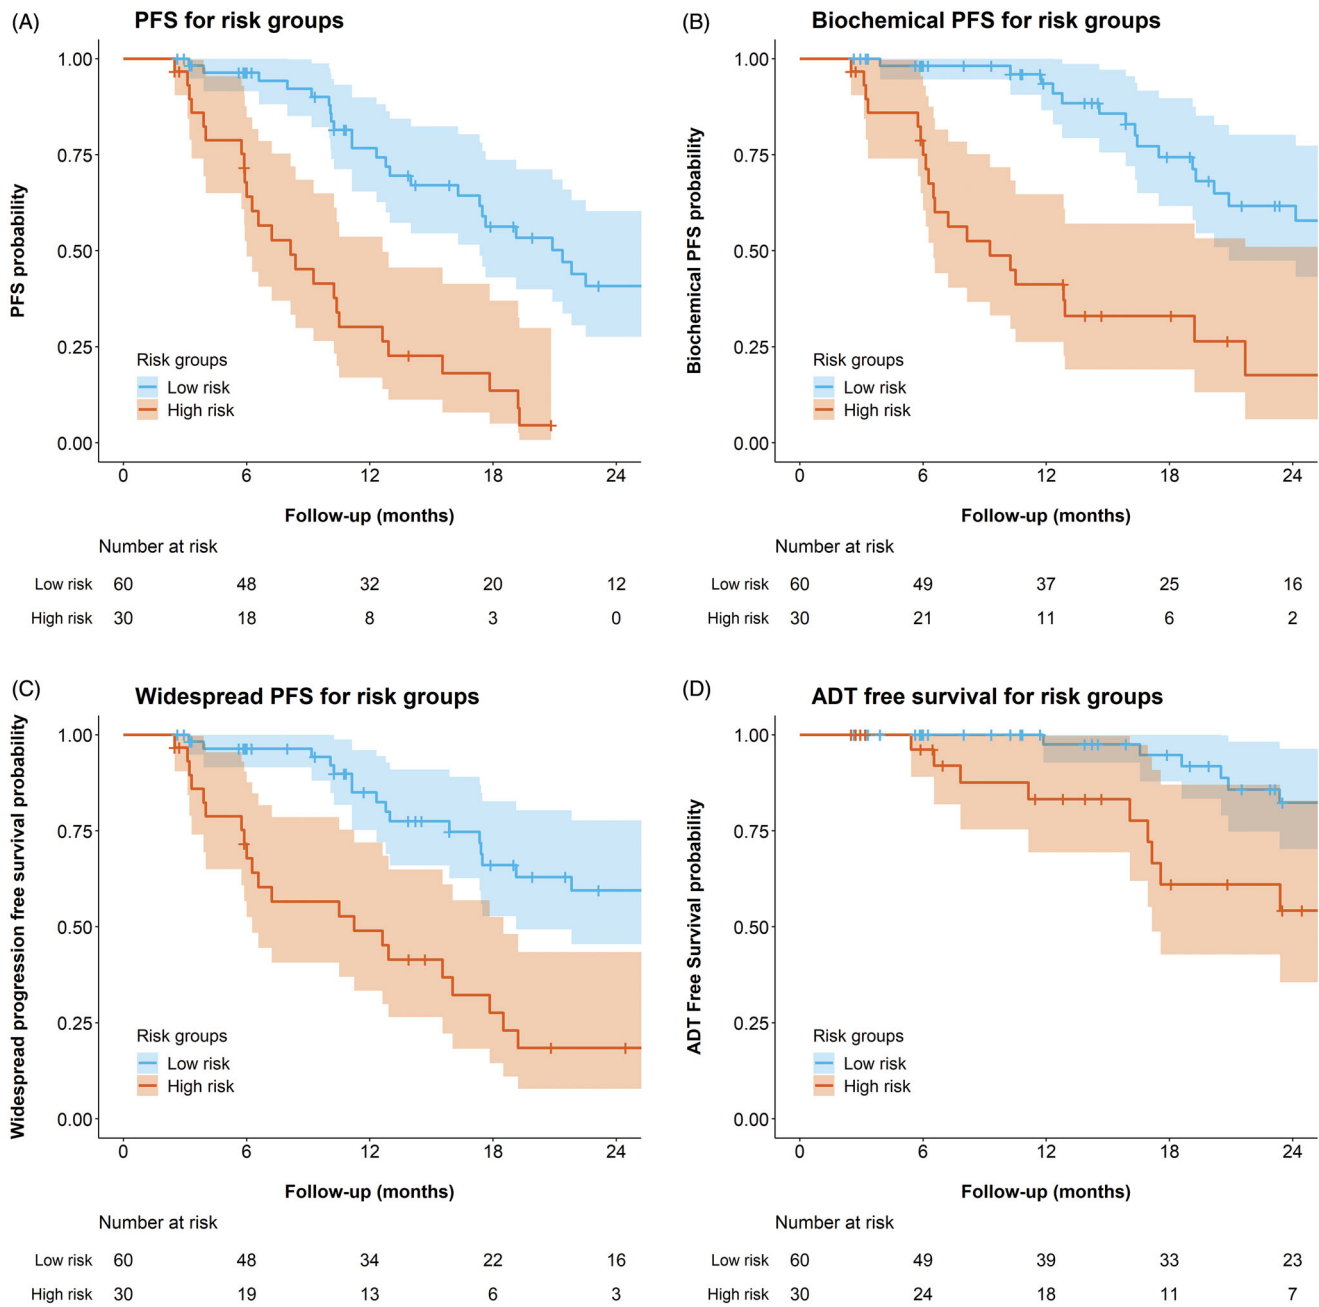 (A) PFS for risk groups
PFS probability
1.00
0.75
0.50
0.25
0.00
Risk groups
Low risk
High risk
0 6 12 18 24
Follow-up (months)
Number at risk
Low risk 60 48 32 20 12
High risk 30 18 8 3 0
(B) Biochemical PFS for risk groups
Biochemical PFS probability
1.00
0.75
0.50
0.25
0.00
Risk groups
Low risk
High risk
0 6 12 18 24
Follow-up (months)
Number at risk
Low risk 60 49 37 25 16
High risk 30 21 11 6 2
(C) Widespread PFS for risk groups
Widespread progression free survival probability
1.00
0.75
0.50
0.25
0.00
Risk groups
Low risk
High risk
0 6 12 18 24
Follow-up (months)
Number at risk
Low risk 60 48 34 22 16
High risk 30 19 13 6 3
(D) ADT free survival for risk groups
ADT Free Survival probability
1.00
0.75
0.50
0.25
0.00
Risk groups
Low risk
High risk
0 6 12 18 24
Follow-up (months)
Number at risk
Low risk 60 49 39 33 23
High risk 30 24 18 11 7